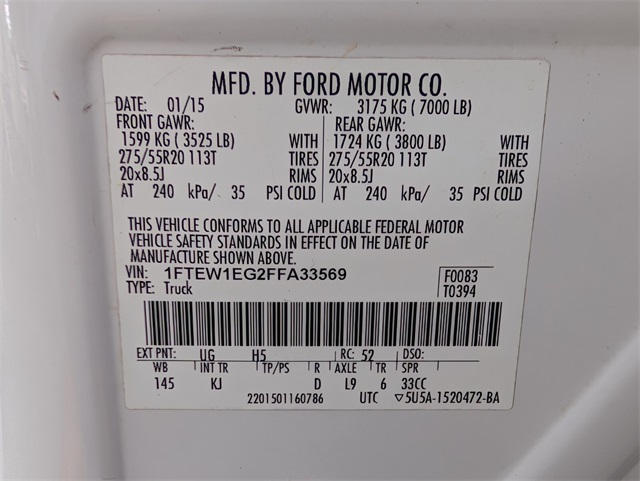 MFD. BY FORD MOTOR CO.
DATE: 01/15 GVWR: 3175 KG ( 7000 LB)
FRONT GAWR: REAR GAWR:
1599 KG ( 3525 LB) WITH 1724 KG ( 3800 LB) WITH
275/55R20 113T TIRES 275/55R20 113T TIRES
20x8.5J RIMS 20x8.5J RIMS
AT 240 kPa/ 35 PSI COLD AT 240 kPa/ 35 PSI COLD
THIS VEHICLE CONFORMS TO ALL APPLICABLE FEDERAL MOTOR
VEHICLE SAFETY STANDARDS IN EFFECT ON THE DATE OF
MANUFACTURE SHOWN ABOVE.
VIN: 1FTEW1EG2FFA33569 F0083
TYPE: Truck T0394
EXT PNT: UG H5 RC: 52 DSO:
WB INT TR TP/PS R AXLE TR SPR
145 KJ D L9 6 33CC
2201501160786 UTC ▽5U5A-1520472-BA